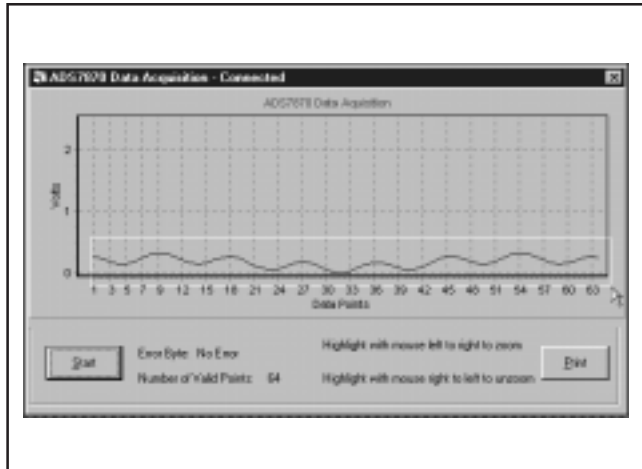 ADS7870 Data Acquisition - Connected
ADS7870 Data Aquisition
Volts
2
1
0
1 3 5 7 9 12 15 18 21 24 27 30 33 36 39 42 45 48 51 54 57 60 63
Data Points
Start
Error Byte: No Error
Number of Valid Points: 64
Highlight with mouse left to right to zoom
Highlight with mouse right to left to unzoom
Print